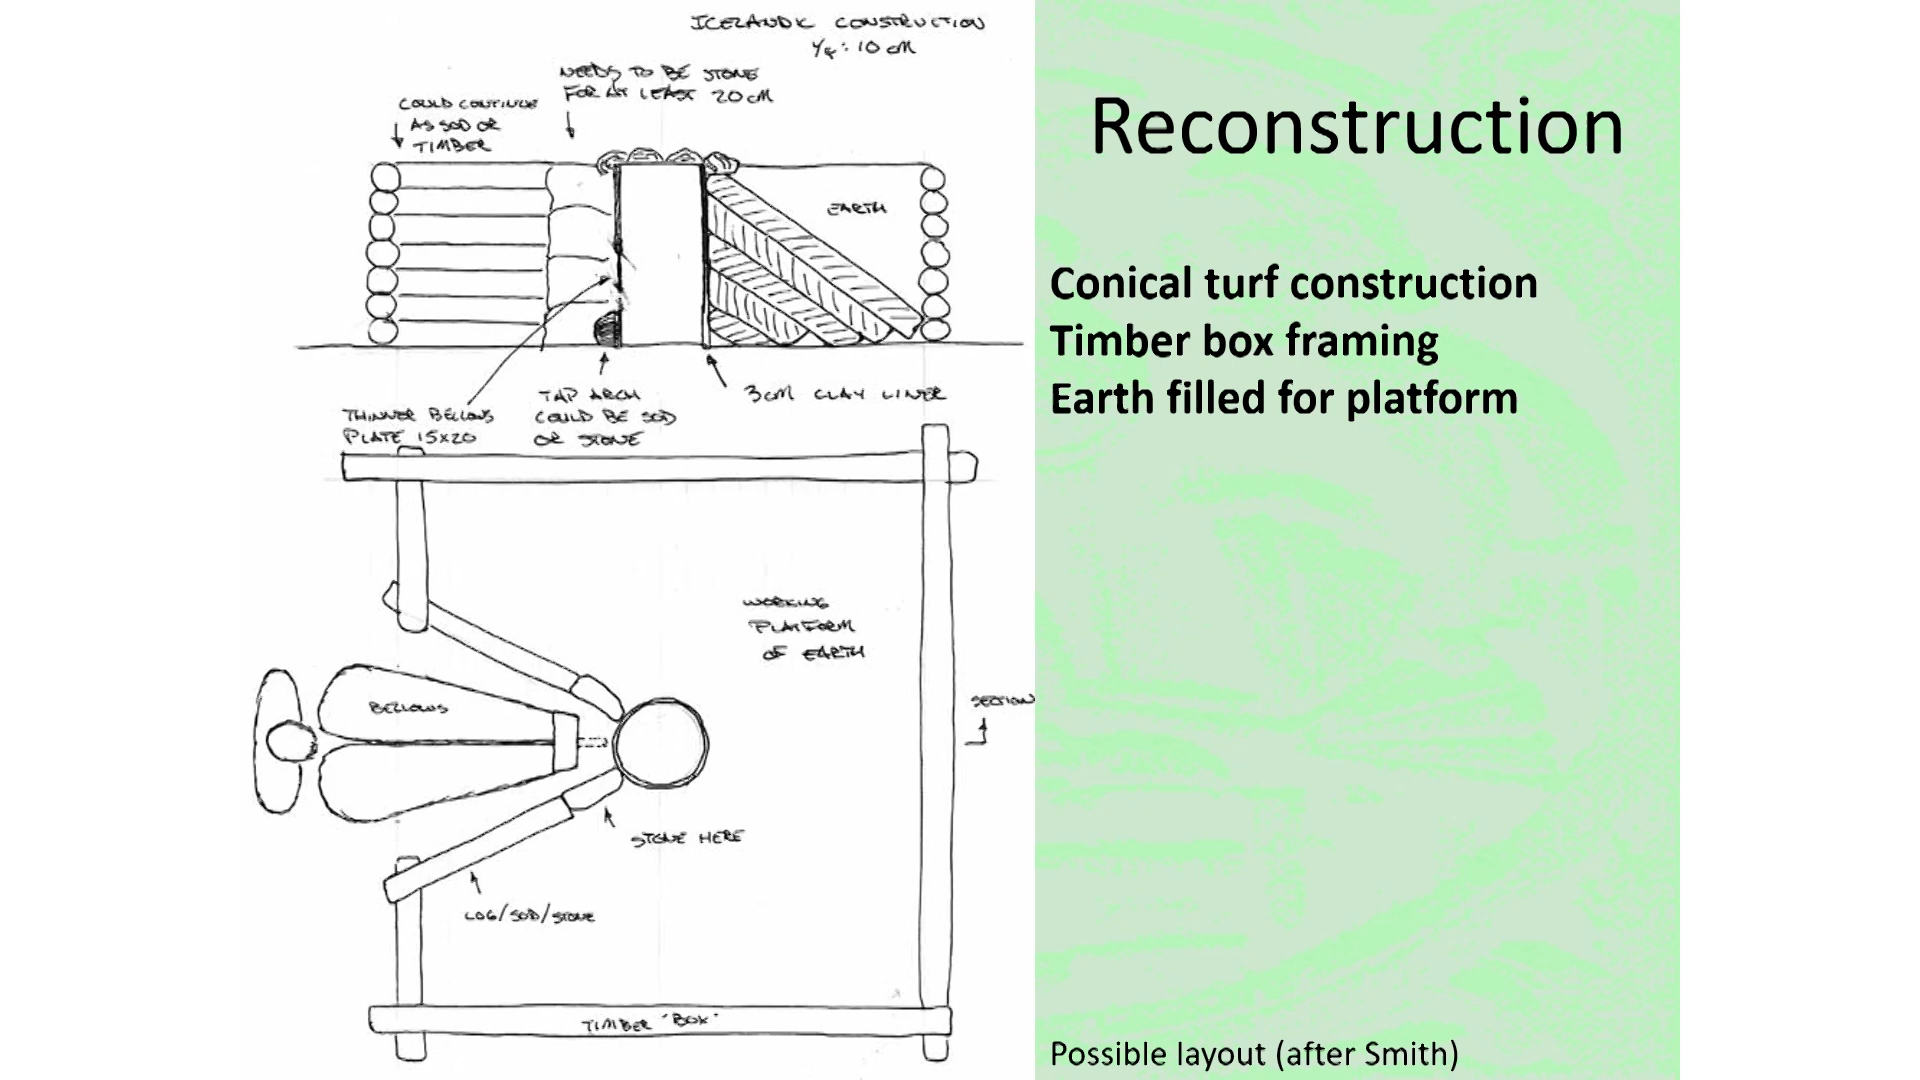 ICELANDIC CONSTRUCTION
1/4" : 10 cm
NEEDS TO BE STONE
FOR AT LEAST 20 cm
COULD CONTINUE
AS SOD OR
TIMBER
EARTH
3cm CLAY LINER
TAP ARCH
COULD BE SOD
OR STONE
THINNER BELLOWS
PLATE 15x20
WORKING
PLATFORM
OF EARTH
SECTION
BELLOWS
STONE HERE
LOG/SOD/STONE
TIMBER "BOX"
Reconstruction
Conical turf construction
Timber box framing
Earth filled for platform
Possible layout (after Smith)